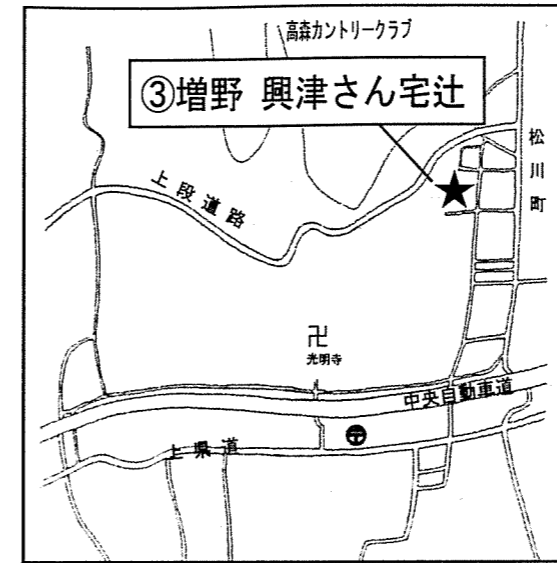 高森カントリークラブ
③増野 興津さん宅辻
松川町
上段道路
卍
光明寺
中央自動車道
〒
上県道